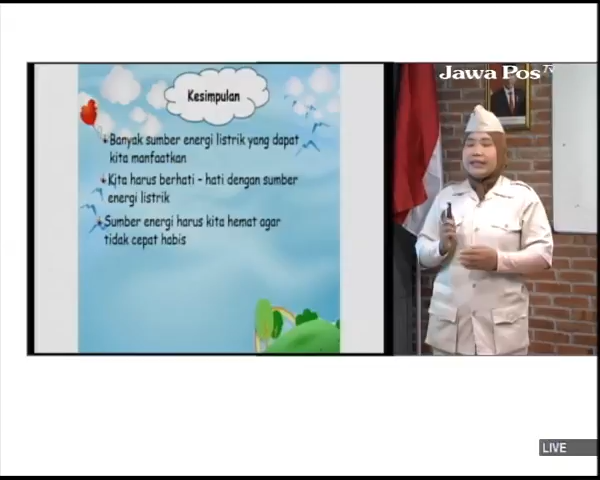 Jawa Pos TV
Kesimpulan
Banyak sumber energi listrik yang dapat
kita manfaatkan
Kita harus berhati - hati dengan sumber
energi listrik
Sumber energi harus kita hemat agar
tidak cepat habis
LIVE